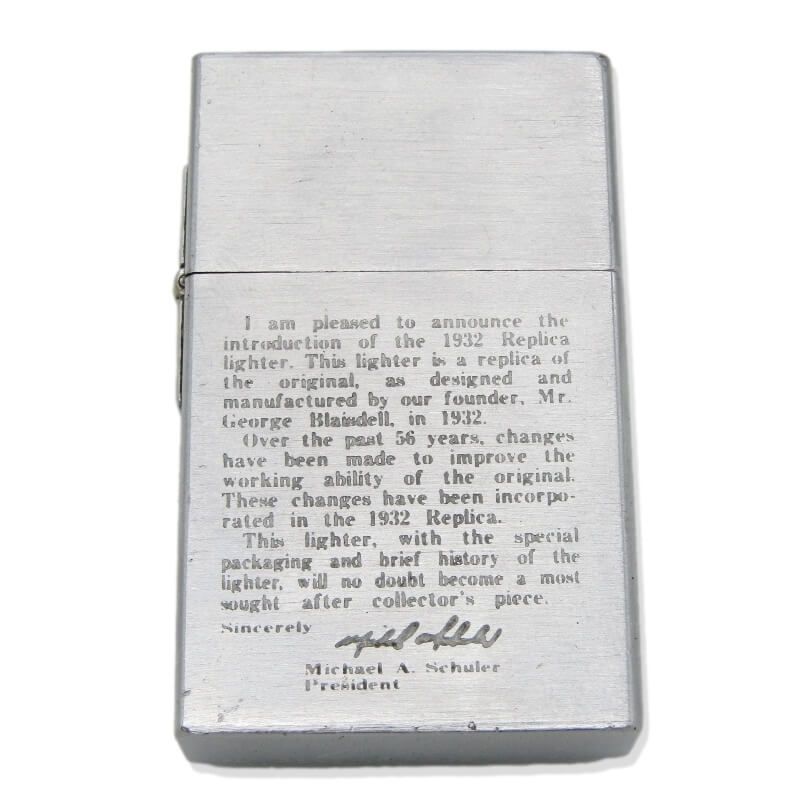 I am pleased to announce the
introduction of the 1932 Replica
lighter. This lighter is a replica of
the original, as designed and
manufactured by our founder, Mr.
George Blaisdell, in 1932.
Over the past 56 years, changes
have been made to improve the
working ability of the original.
These changes have been incorpo-
rated in the 1932 Replica.
This lighter, with the special
packaging and brief history of the
lighter, will no doubt become a most
sought after collector's piece.
Sincerely
Michael A. Schuler
President